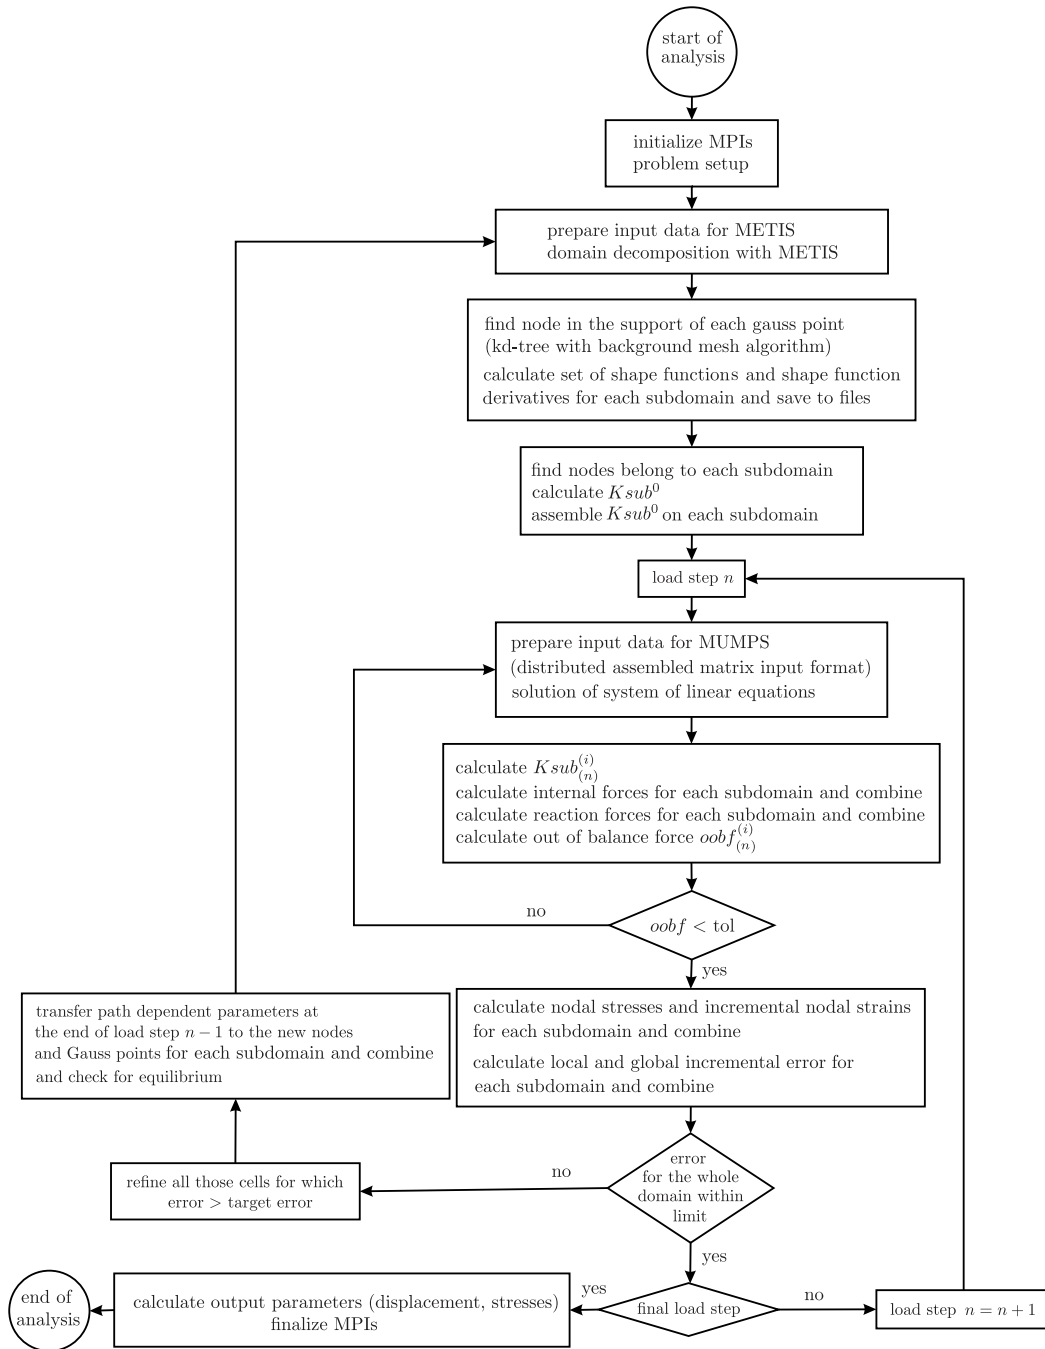 start of
analysis
initialize MPIs
problem setup
prepare input data for METIS
domain decomposition with METIS
find node in the support of each gauss point
(kd-tree with background mesh algorithm)
calculate set of shape functions and shape function
derivatives for each subdomain and save to files
find nodes belong to each subdomain
calculate Ksub⁰
assemble Ksub⁰ on each subdomain
load step n
prepare input data for MUMPS
(distributed assembled matrix input format)
solution of system of linear equations
calculate Ksub₍ₙ₎⁽ⁱ⁾
calculate internal forces for each subdomain and combine
calculate reaction forces for each subdomain and combine
calculate out of balance force oobf₍ₙ₎⁽ⁱ⁾
no
oobf < tol
yes
calculate nodal stresses and incremental nodal strains
for each subdomain and combine
calculate local and global incremental error for
each subdomain and combine
transfer path dependent parameters at
the end of load step n − 1 to the new nodes
and Gauss points for each subdomain and combine
and check for equilibrium
error
for the whole
domain within
limit
no
refine all those cells for which
error > target error
yes
final load step
yes
no
load step n = n + 1
calculate output parameters (displacement, stresses)
finalize MPIs
end of
analysis